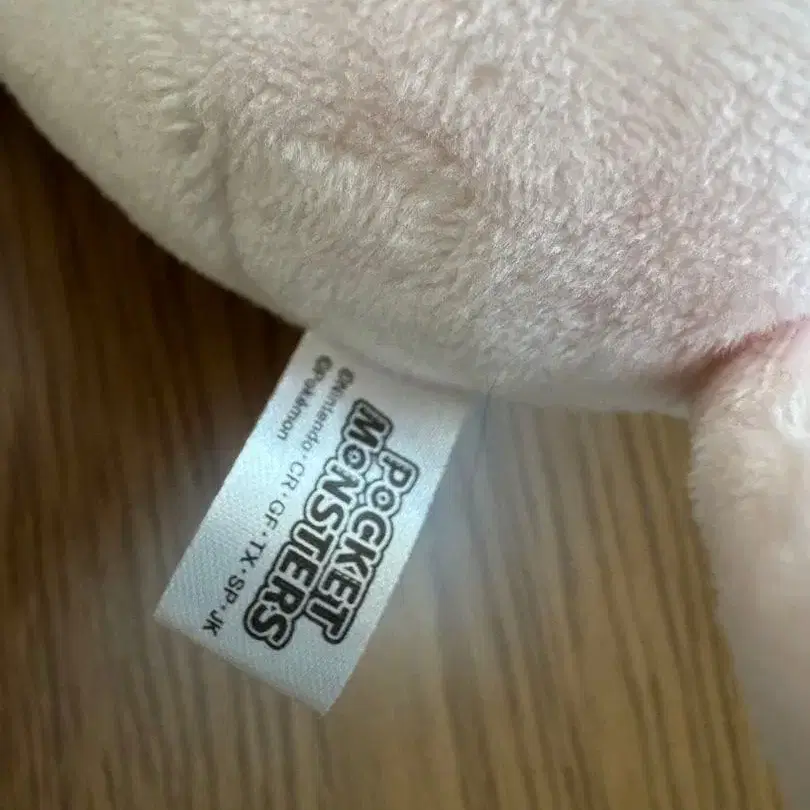 POCKET
MONSTERS
©Nintendo・CR・GF・TX・SP・JK
©Pokémon